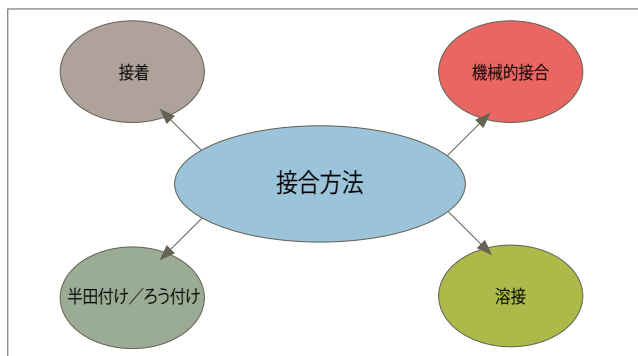 接着
機械的接合
接合方法
半田付け／ろう付け
溶接